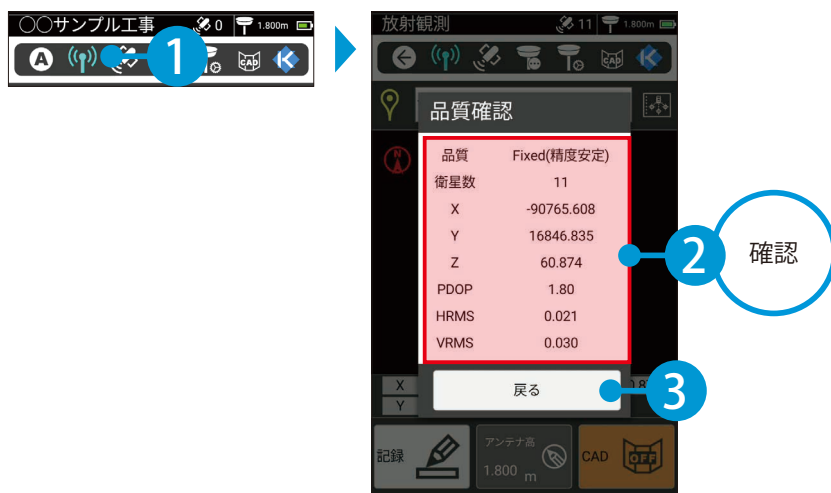 ○○サンプル工事 0 1.800m
A CAD
1
放射観測 11 1.800m
CAD
N
品質確認
品質 Fixed(精度安定)
衛星数 11
X -90765.608
Y 16846.835
Z 60.874
PDOP 1.80
HRMS 0.021
VRMS 0.030
2 確認
戻る
3
X
Y
記録
アンテナ高
1.800 m
CAD OFF